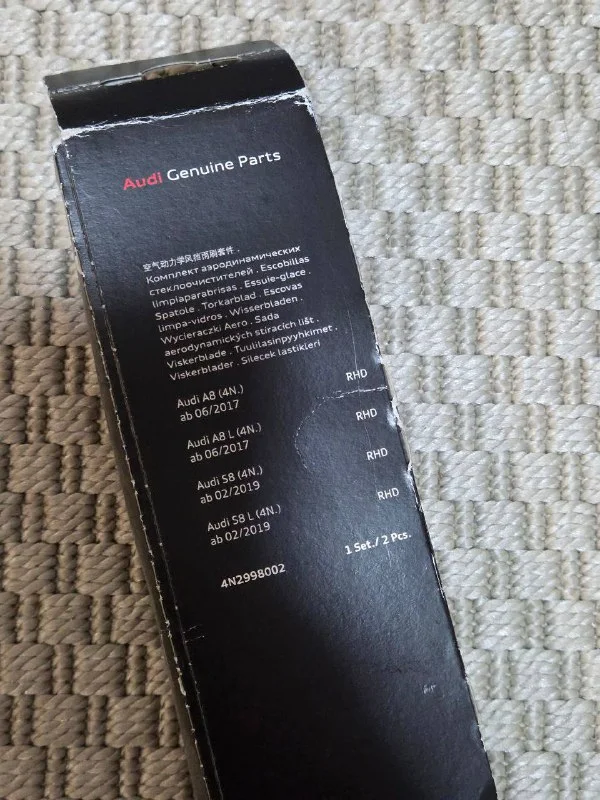 Audi Genuine Parts
空气动力学风挡雨刷套件 .
Комплект аэродинамических
стеклоочистителей . Escobillas
limpiaparabrisas . Essuie-glace .
Spatole . Torkarblad . Escovas
limpa-vidros . Wisserbladen .
Wycieraczki Aero . Sada
aerodynamických stíracích lišt .
Viskerblade . Tuulilasinpyyhkimet .
Viskerblader . Silecek lastikleri
Audi A8 (4N.) RHD
ab 06/2017
Audi A8 L (4N.) RHD
ab 06/2017
Audi S8 (4N.) RHD
ab 02/2019
Audi S8 L (4N.) RHD
ab 02/2019
4N2998002 1 Set./ 2 Pcs.